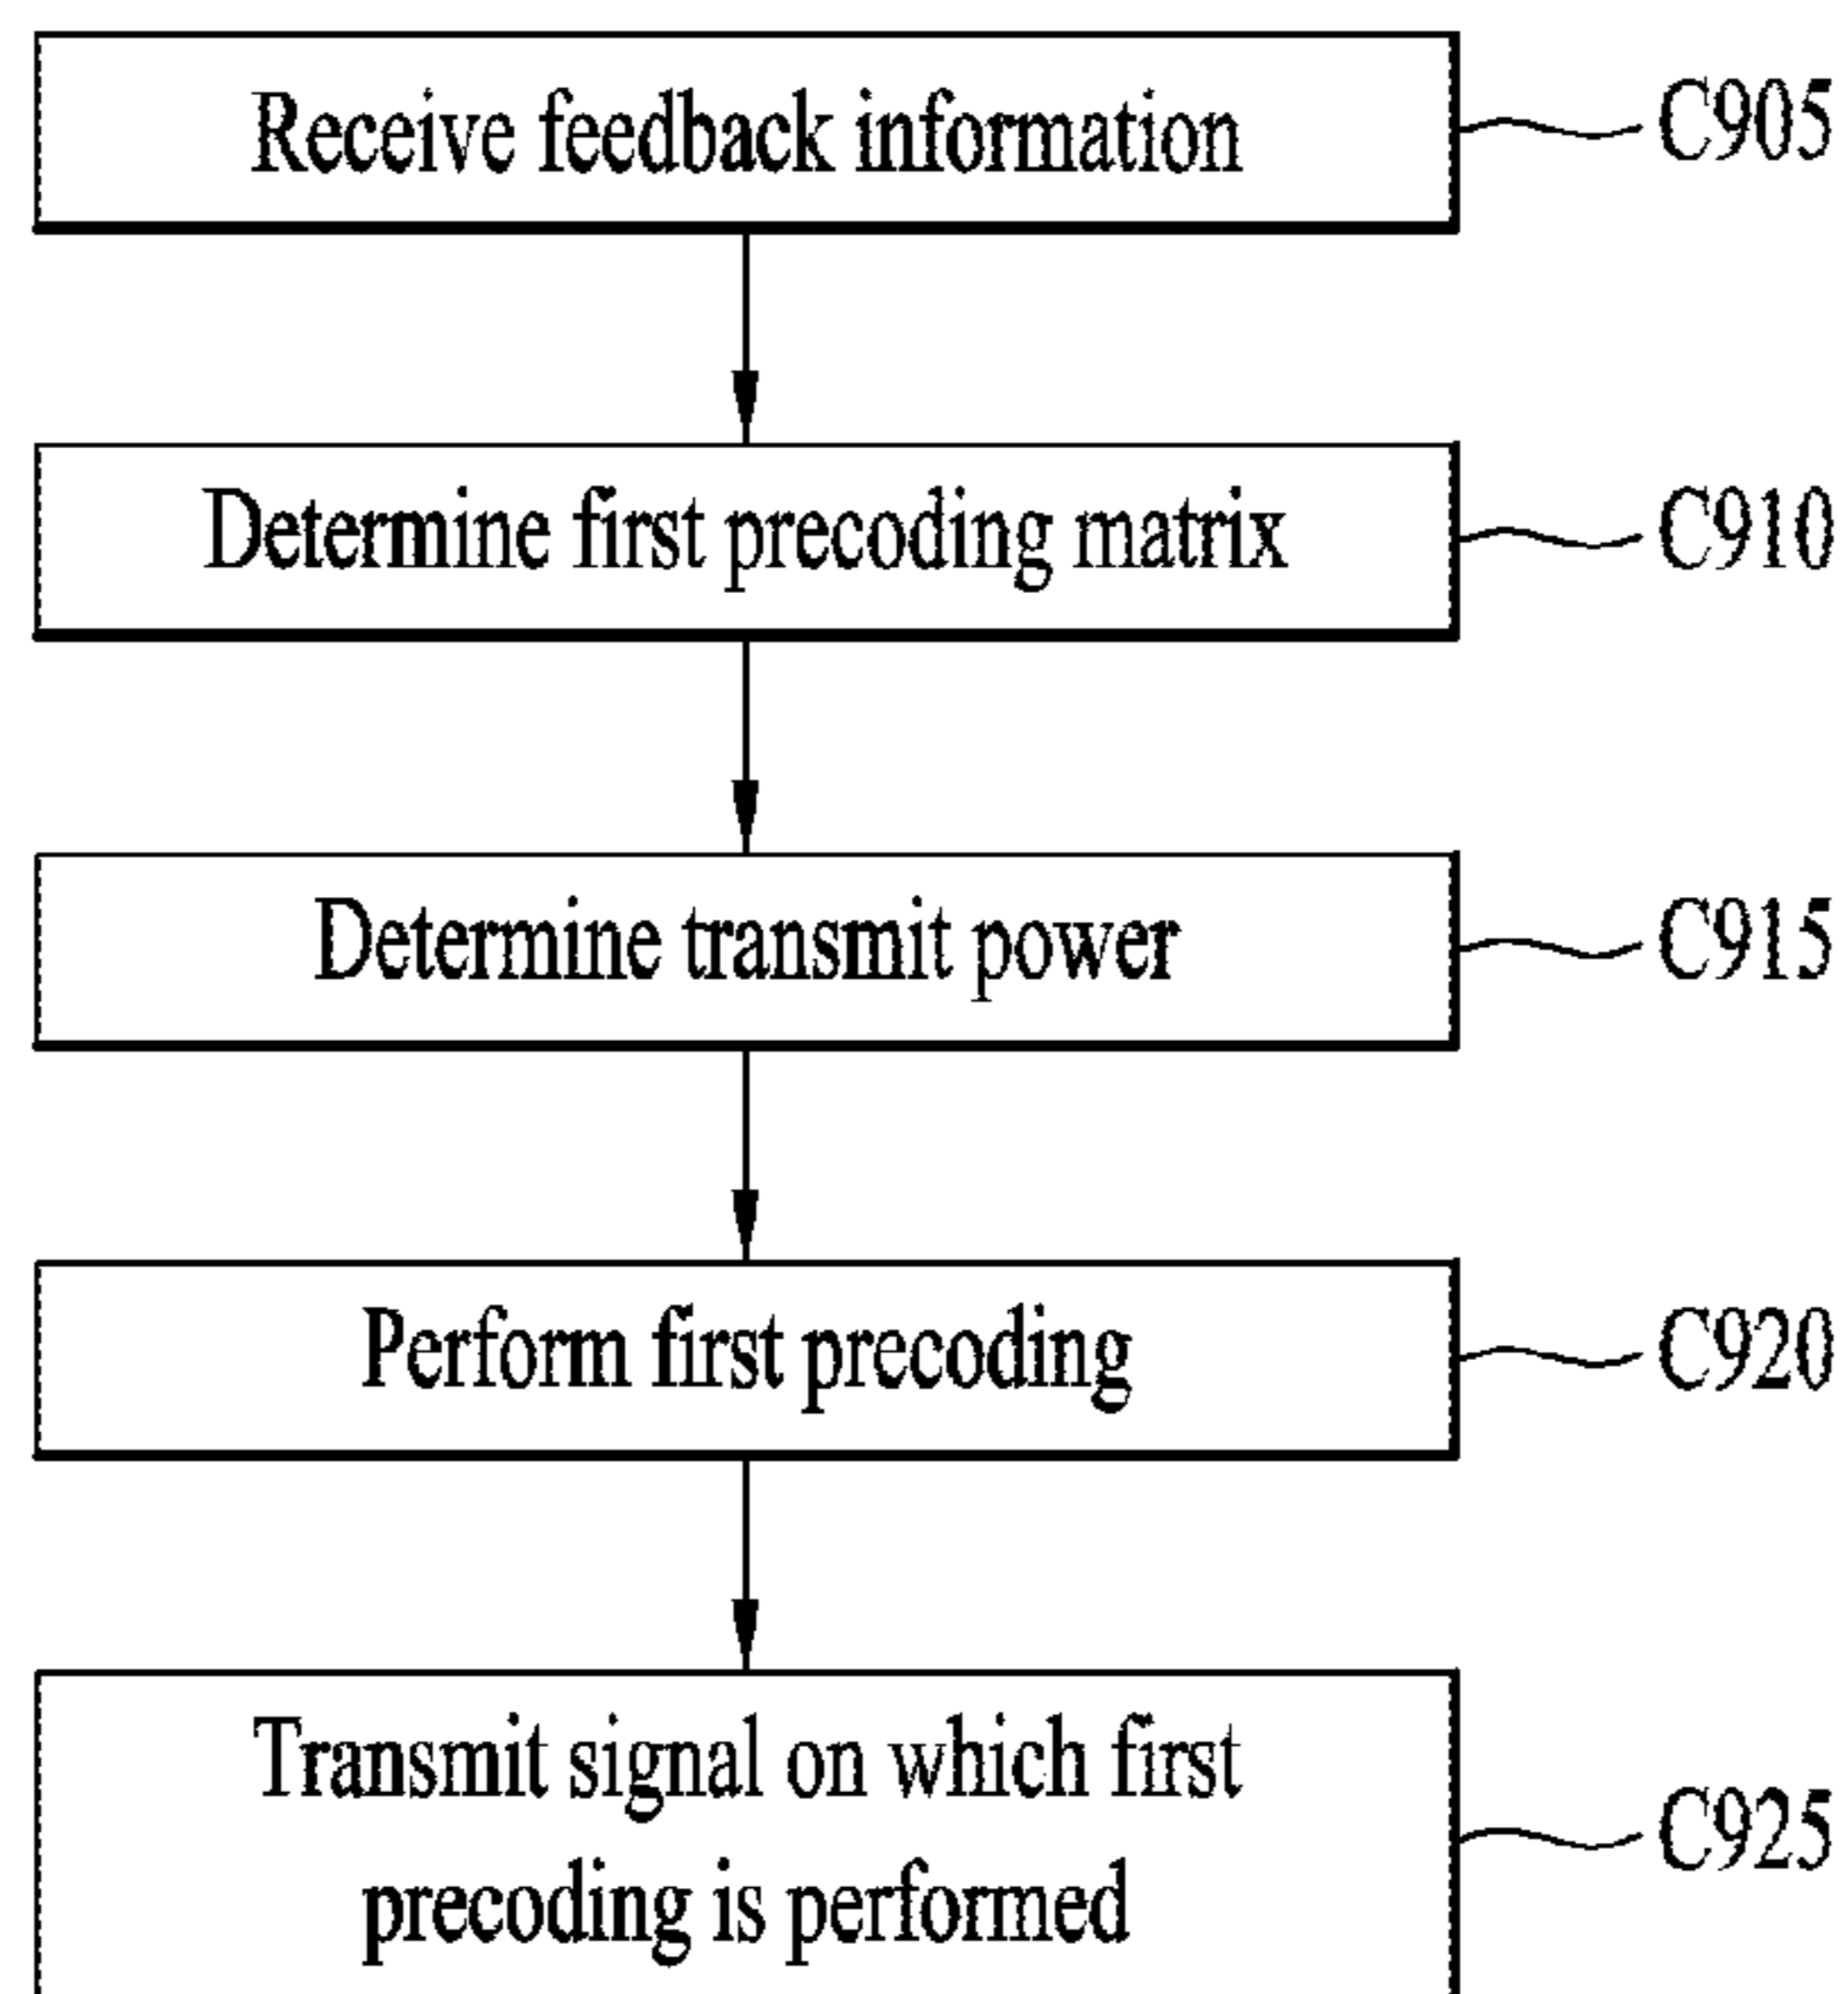 Receive feedback information
C905
Determine first precoding matrix
C910
Determine transmit power
C915
Perform first precoding
C920
Transmit signal on which first
precoding is performed
C925